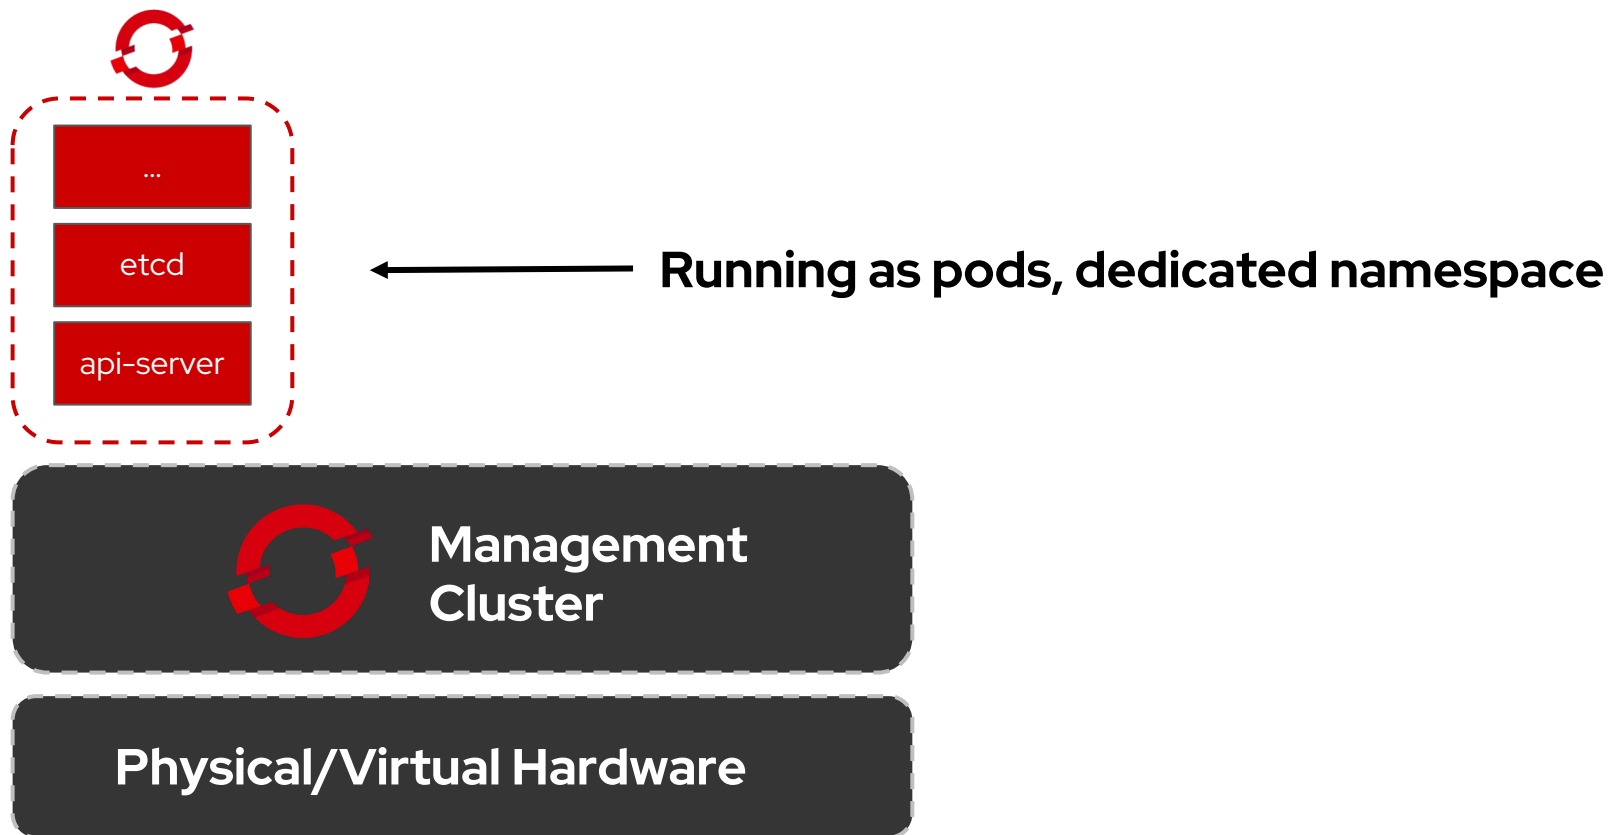 ...
etcd
api-server
Running as pods, dedicated namespace
Management
Cluster
Physical/Virtual Hardware